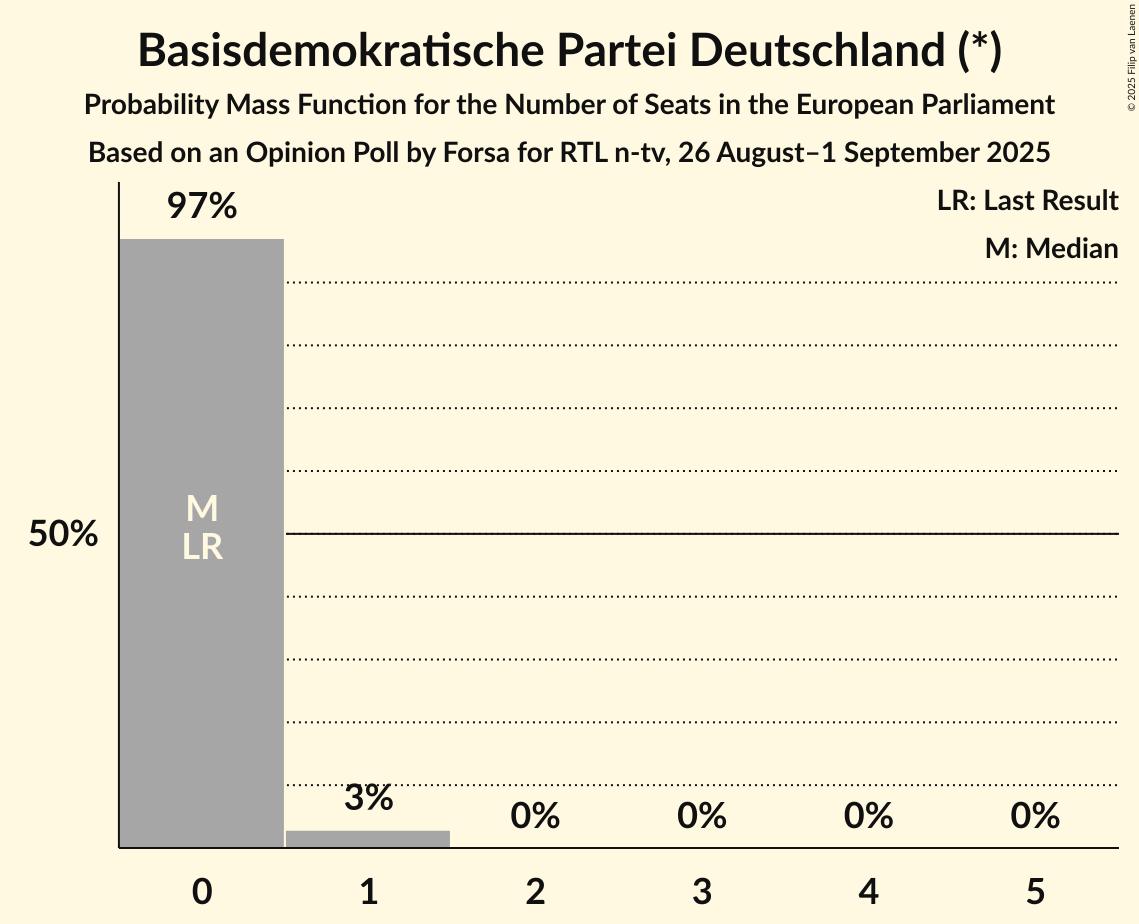 Basisdemokratische Partei Deutschland (*)
Probability Mass Function for the Number of Seats in the European Parliament
Based on an Opinion Poll by Forsa for RTL n-tv, 26 August–1 September 2025
© 2025 Filip van Laenen
LR: Last Result
M: Median
97%
M
LR
50%
3%
0%
0%
0%
0%
0
1
2
3
4
5